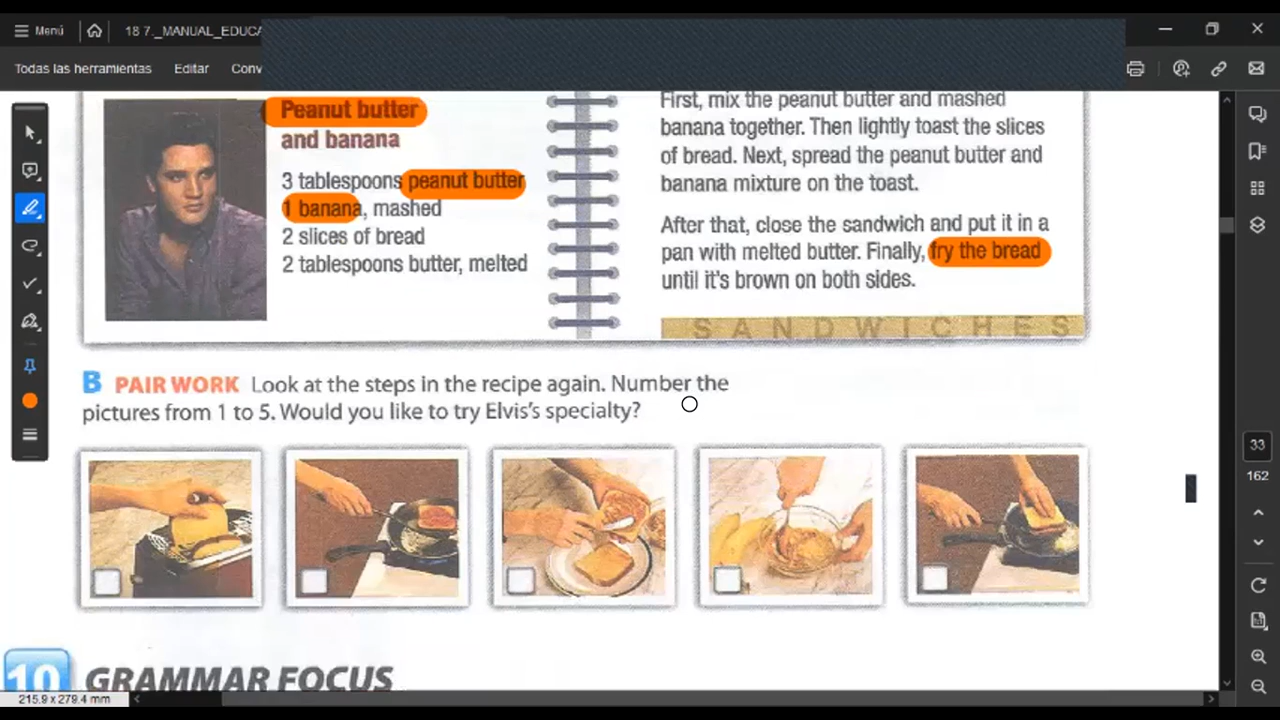 Menú
18 7._MANUAL_EDUCA
Todas las herramientas
Editar
Conv
Peanut butter
and banana
3 tablespoons peanut butter
1 banana, mashed
2 slices of bread
2 tablespoons butter, melted
First, mix the peanut butter and mashed
banana together. Then lightly toast the slices
of bread. Next, spread the peanut butter and
banana mixture on the toast.
After that, close the sandwich and put it in a
pan with melted butter. Finally, fry the bread
until it's brown on both sides.
SANDWICHES
B PAIR WORK Look at the steps in the recipe again. Number the
pictures from 1 to 5. Would you like to try Elvis's specialty?
33
162
10 GRAMMAR FOCUS
215.9 x 279.4 mm